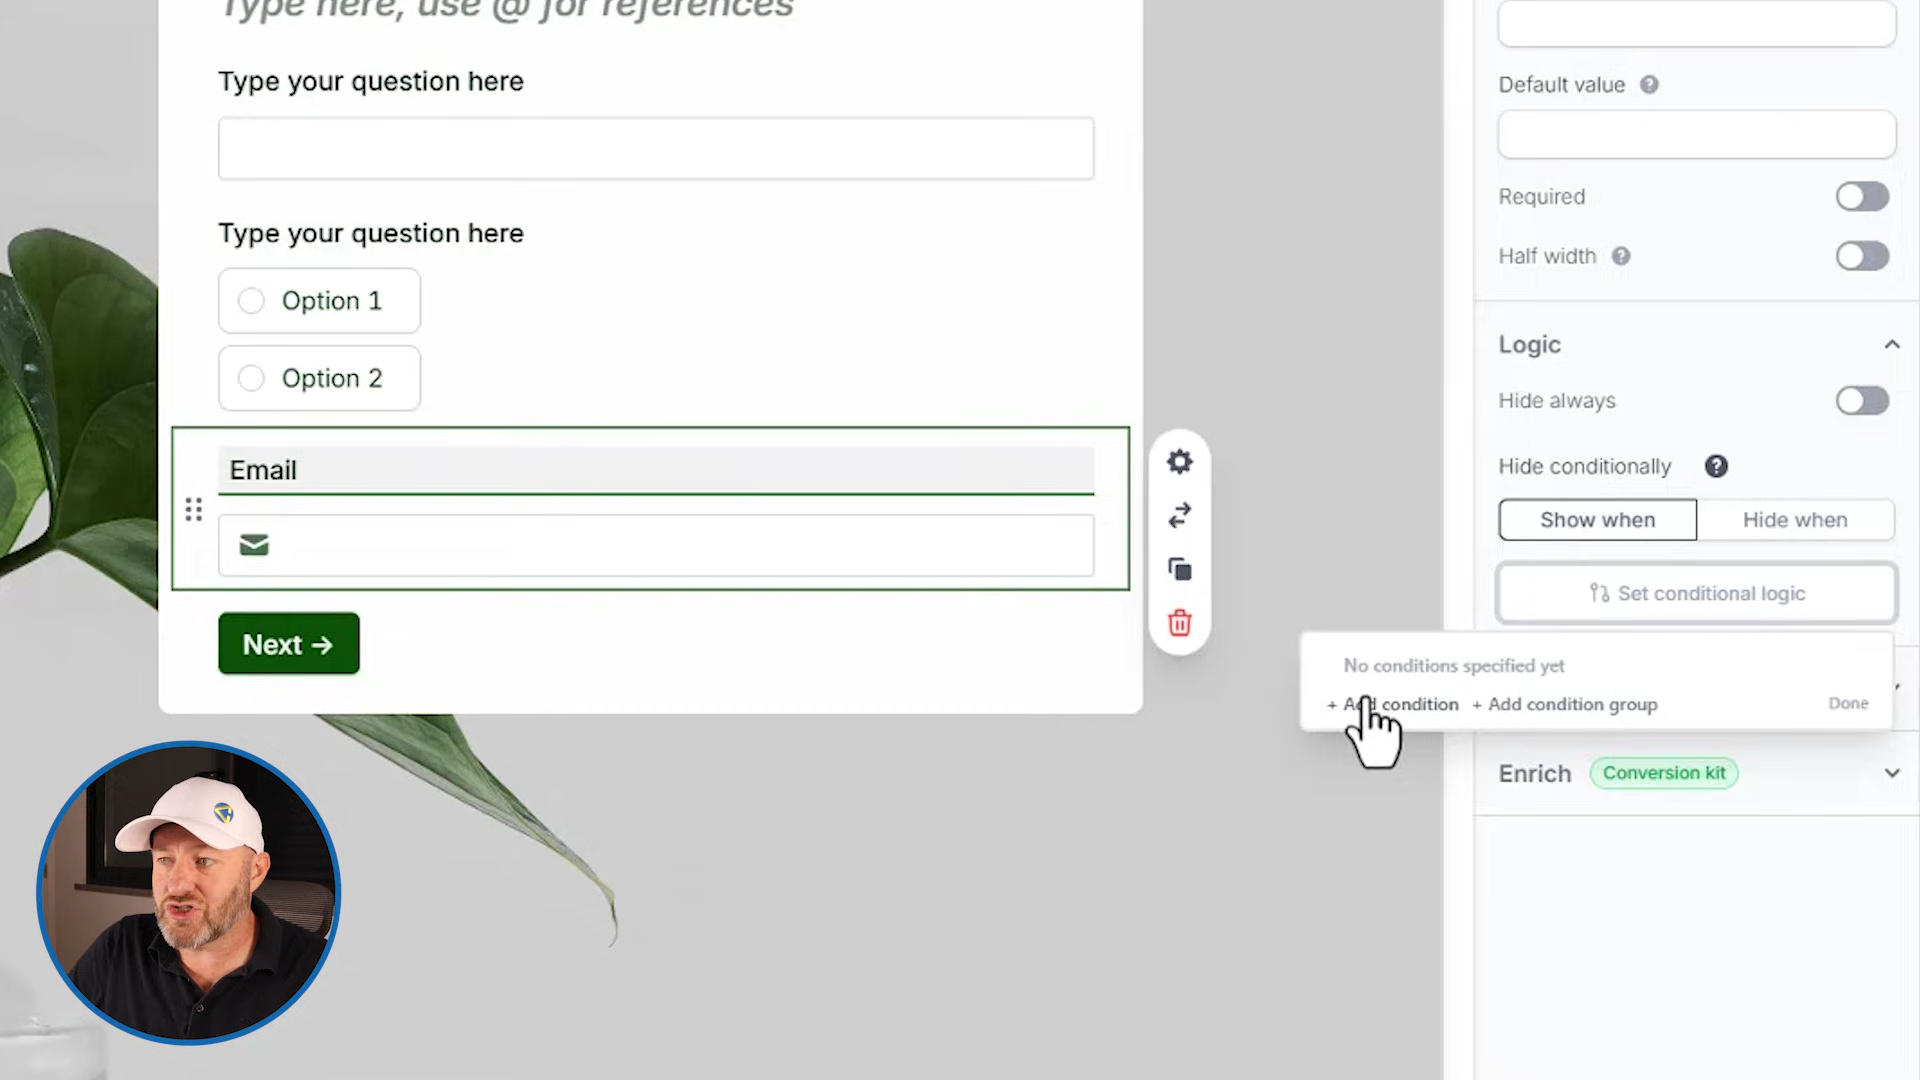 Type here, use @ for references
Type your question here
Type your question here
Option 1
Option 2
Email
Next →
Default value ?
Required
Half width ?
Logic
Hide always
Hide conditionally ?
Show when
Hide when
Set conditional logic
No conditions specified yet
+ Add condition + Add condition group Done
Enrich Conversion kit